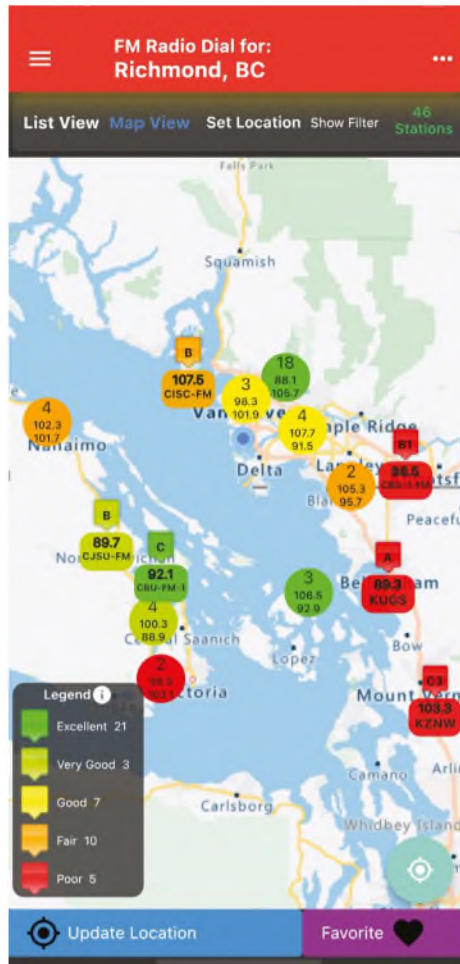 FM Radio Dial for:
Richmond, BC
List View Map View Set Location Show Filter 46 Stations
Falls Park
Squamish
B
107.5
CISC-FM
3
98.3
101.9
18
88.1
105.7
4
107.7
91.5
Ridge
4
102.3
101.7
Nanaimo
Delta
2
105.3
95.7
B1
Peaceful
B
89.7
CJSU-FM
C
92.1
CBU-FM-1
3
106.5
92.9
A
89.3
KUGS
4
100.3
88.9
Saanich
Lopez
Bow
2
C3
Mount Vern
103.3
KZNW
Camano
Arlin
Carlsborg
Whidbey Island
Legend i
Excellent 21
Very Good 3
Good 7
Fair 10
Poor 5
Update Location
Favorite